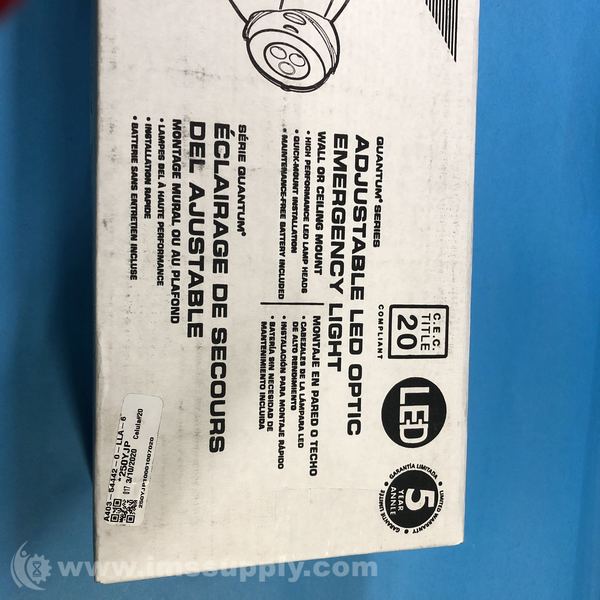 QUANTUM® SERIES
ADJUSTABLE LED OPTIC
EMERGENCY LIGHT
WALL OR CEILING MOUNT
• HIGH PERFORMANCE LED LAMP HEADS
• QUICK-MOUNT INSTALLATION
• MAINTENANCE-FREE BATTERY INCLUDED
MONTAJE EN PARED O TECHO
• CABEZALES DE LA LÁMPARA LED
DE ALTO RENDIMIENTO
• INSTALACIÓN PARA MONTAJE RÁPIDO
• BATERÍA SIN NECESIDAD DE
MANTENIMIENTO INCLUIDA
SÉRIE QUANTUM®
ÉCLAIRAGE DE SECOURS
DEL AJUSTABLE
MONTAGE MURAL OU AU PLAFOND
• LAMPES DEL À HAUTE PERFORMANCE
• INSTALLATION RAPIDE
• BATTERIE SANS ENTRETIEN INCLUSE
C.E.C.
TITLE
20
COMPLIANT
LED
GARANTÍA LIMITADA
LIMITED WARRANTY
GARANTIE LIMITÉE
5
YEAR
ANNÉE
www.imssupply.com